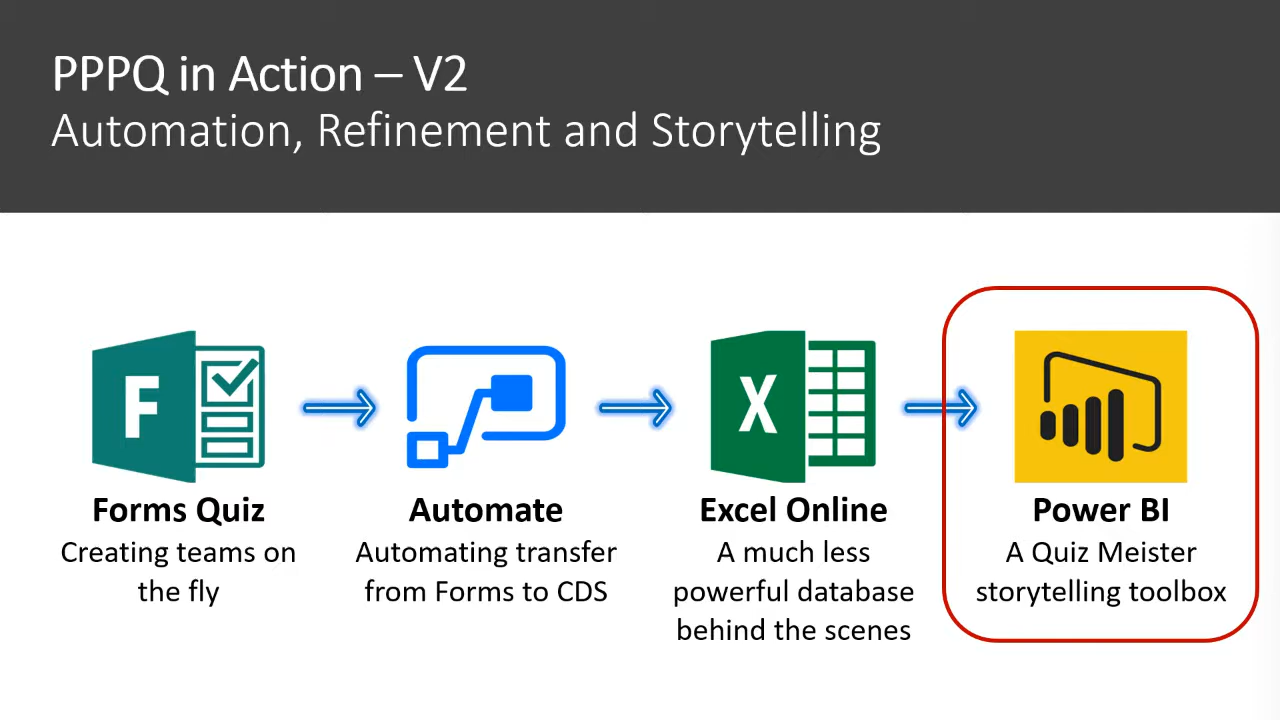 PPPQ in Action – V2
Automation, Refinement and Storytelling
F
X
Forms Quiz
Creating teams on
the fly
Automate
Automating transfer
from Forms to CDS
Excel Online
A much less
powerful database
behind the scenes
Power BI
A Quiz Meister
storytelling toolbox